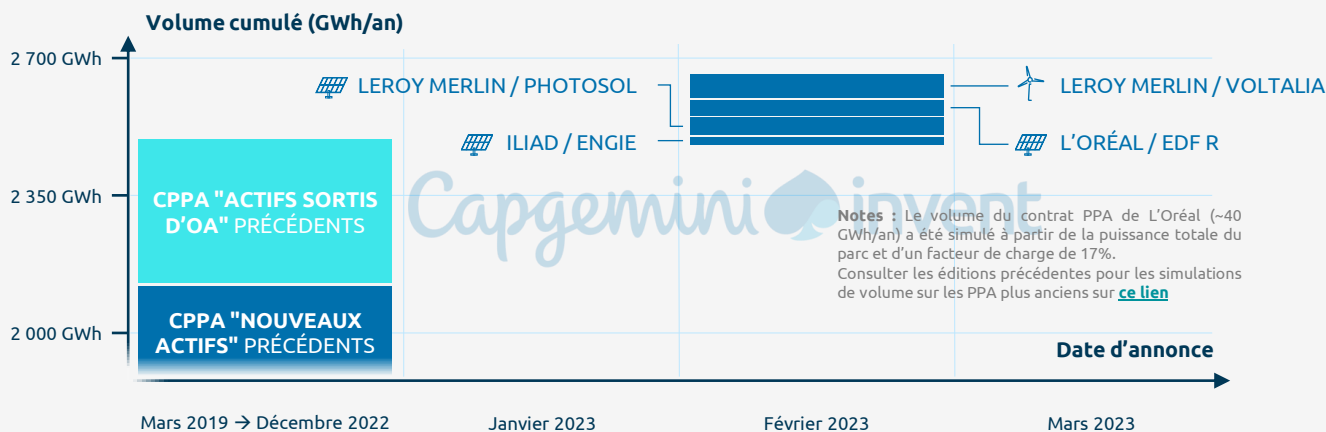 Volume cumulé (GWh/an)
2 700 GWh
LEROY MERLIN / PHOTOSOL
LEROY MERLIN / VOLTALIA
ILIAD / ENGIE
L'ORÉAL / EDF R
2 350 GWh
CPPA "ACTIFS SORTIS
D’OA" PRÉCÉDENTS
Capgemini invent
Notes : Le volume du contrat PPA de L’Oréal (~40
GWh/an) a été simulé à partir de la puissance totale du
parc et d’un facteur de charge de 17%.
Consulter les éditions précédentes pour les simulations
de volume sur les PPA plus anciens sur ce lien
2 000 GWh
CPPA "NOUVEAUX
ACTIFS" PRÉCÉDENTS
Date d’annonce
Mars 2019 → Décembre 2022
Janvier 2023
Février 2023
Mars 2023